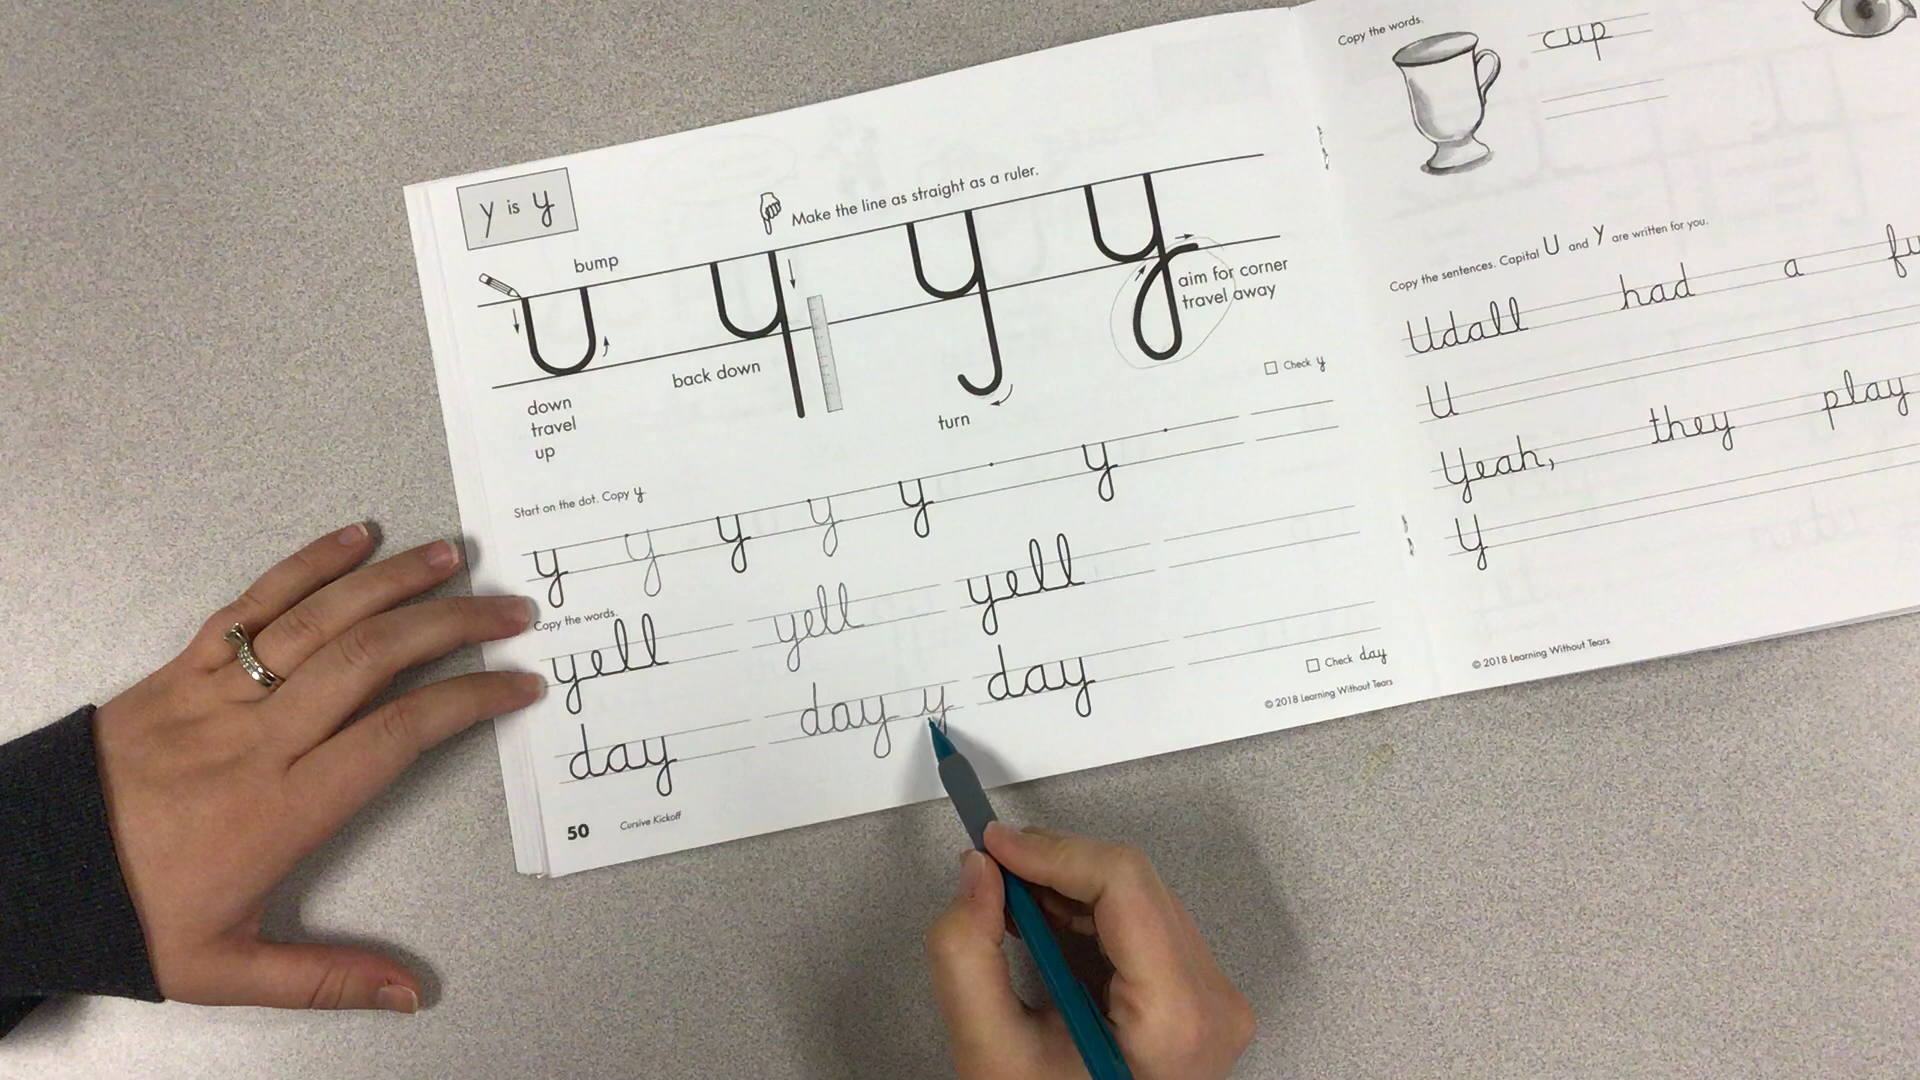 y is y
Make the line as straight as a ruler.
bump
down
travel
up
back down
turn
aim for corner
travel away
Check y
Start on the dot. Copy y
y y y y y y
Copy the words.
yell yell yell
day day y day
Check day
© 2018 Learning Without Tears
50 Cursive Kickoff
Copy the words.
cup
Copy the sentences. Capital U and Y are written for you.
Udall had a
U
Yeah, they play
Y
© 2018 Learning Without Tears